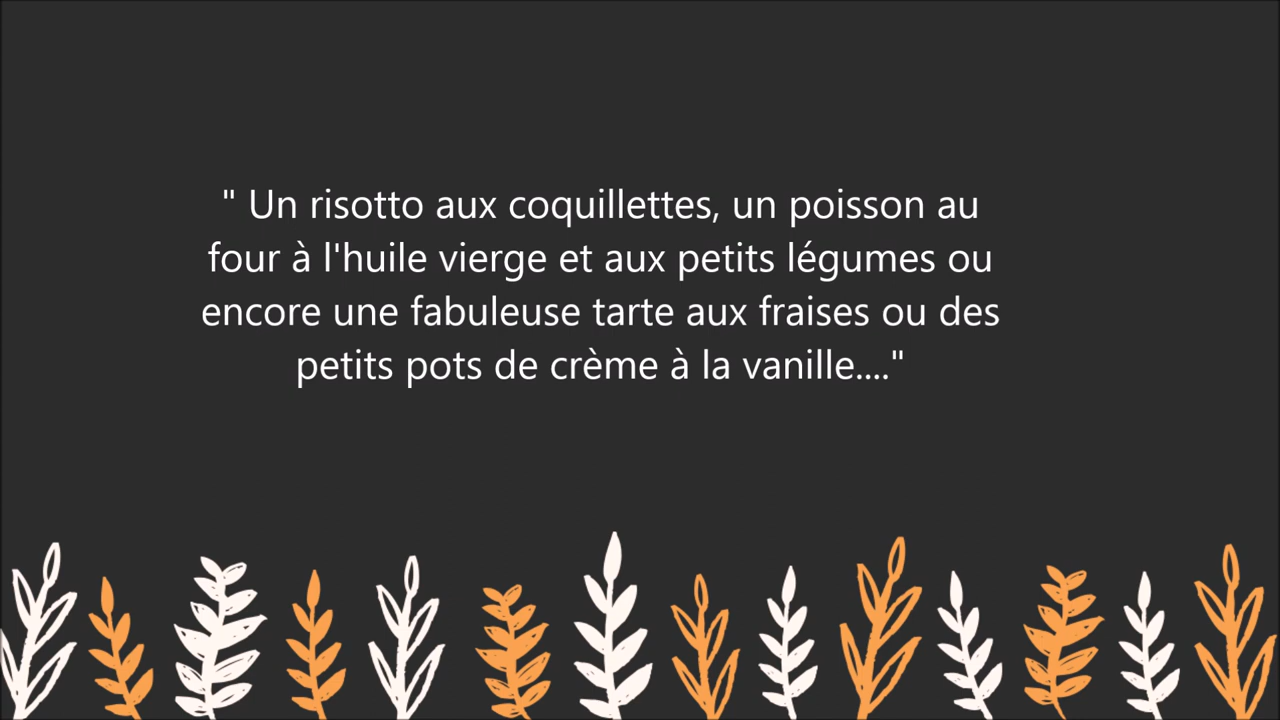 " Un risotto aux coquillettes, un poisson au
four à l'huile vierge et aux petits légumes ou
encore une fabuleuse tarte aux fraises ou des
petits pots de crème à la vanille...."